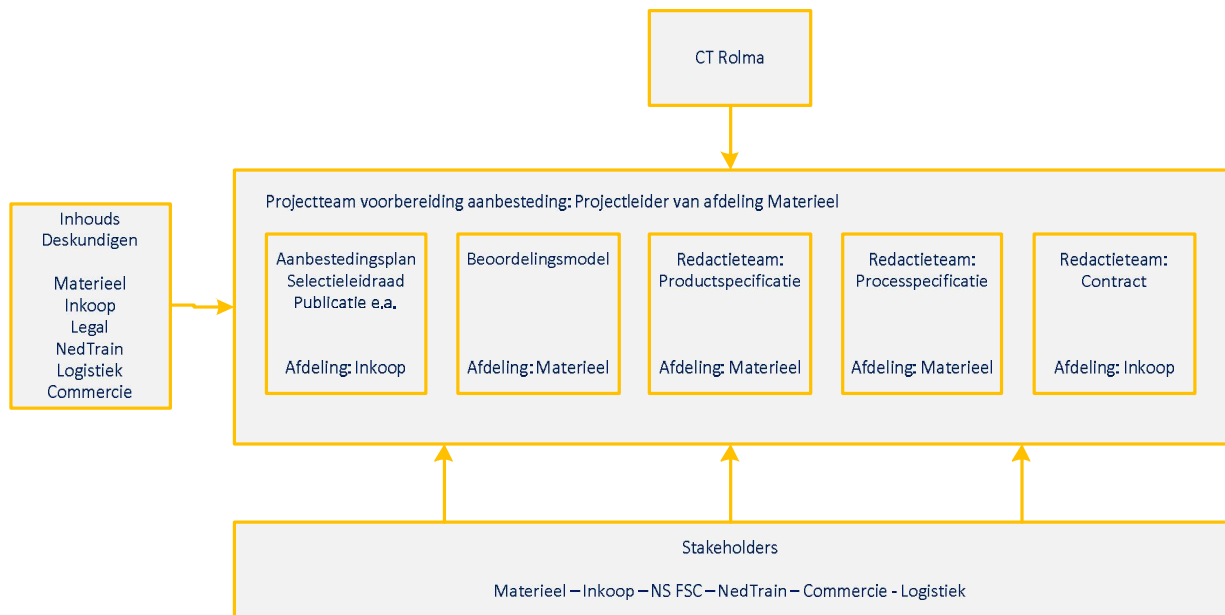 CT Rolma
Projectteam voorbereiding aanbesteding: Projectleider van afdeling Materieel
Inhouds
Deskundigen
Materieel
Inkoop
Legal
NedTrain
Logistiek
Commercie
Aanbestedingsplan
Selectieleidraad
Publicatie e.a.
Afdeling: Inkoop
Beoordelingsmodel
Afdeling: Materieel
Redactieteam:
Productspecificatie
Afdeling: Materieel
Redactieteam:
Processpecificatie
Afdeling: Materieel
Redactieteam:
Contract
Afdeling: Inkoop
Stakeholders
Materieel – Inkoop – NS FSC – NedTrain – Commercie - Logistiek